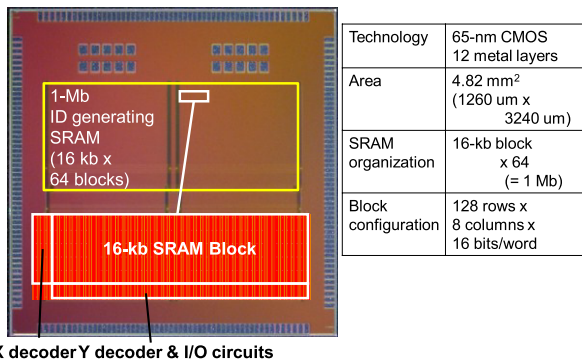 1-Mb
ID generating
SRAM
(16 kb x
64 blocks)
16-kb SRAM Block
X decoder Y decoder & I/O circuits
Technology 65-nm CMOS
12 metal layers
Area 4.82 mm²
(1260 um x
3240 um)
SRAM 16-kb block
organization x 64
(= 1 Mb)
Block 128 rows x
configuration 8 columns x
16 bits/word